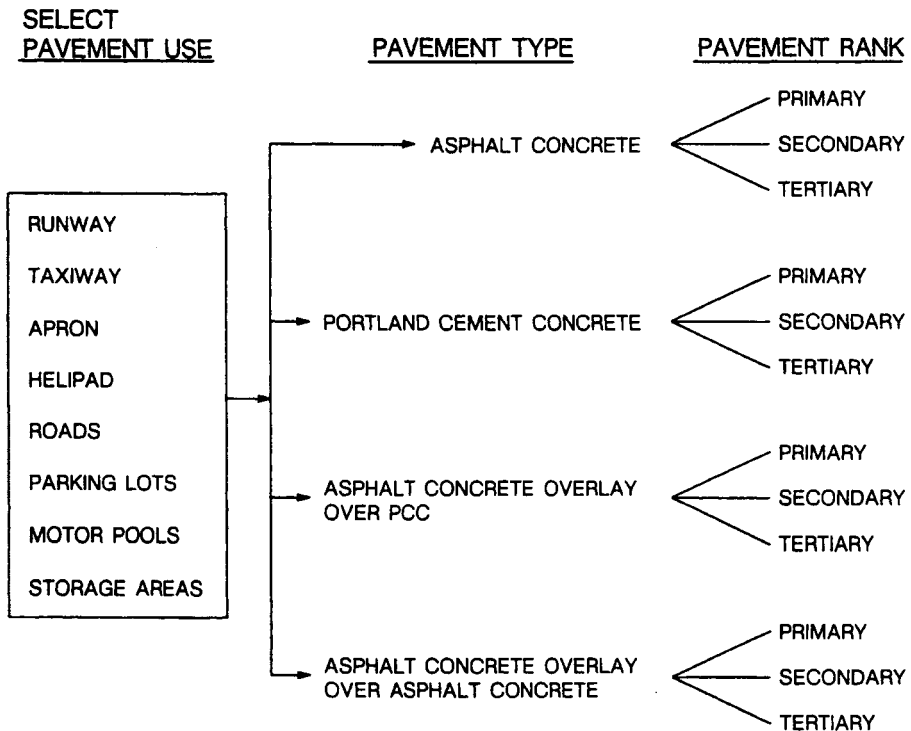 SELECT
PAVEMENT USE
PAVEMENT TYPE
PAVEMENT RANK
RUNWAY
TAXIWAY
APRON
HELIPAD
ROADS
PARKING LOTS
MOTOR POOLS
STORAGE AREAS
ASPHALT CONCRETE
PRIMARY
SECONDARY
TERTIARY
PORTLAND CEMENT CONCRETE
PRIMARY
SECONDARY
TERTIARY
ASPHALT CONCRETE OVERLAY
OVER PCC
PRIMARY
SECONDARY
TERTIARY
ASPHALT CONCRETE OVERLAY
OVER ASPHALT CONCRETE
PRIMARY
SECONDARY
TERTIARY